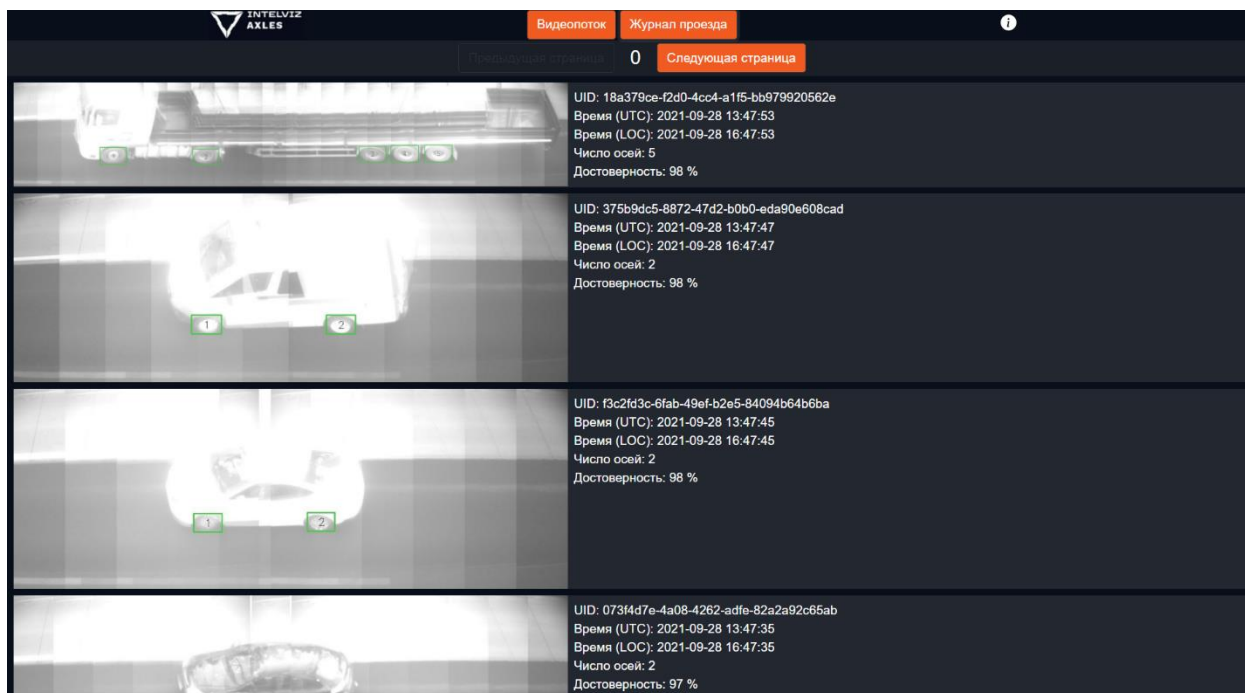 INTELVIZ
AXLES
Видеопоток
Журнал проезда
Предыдущая страница
0
Следующая страница
UID: 18a379ce-f2d0-4cc4-a1f5-bb979920562e
Время (UTC): 2021-09-28 13:47:53
Время (LOC): 2021-09-28 16:47:53
Число осей: 5
Достоверность: 98 %
UID: 375b9dc5-8872-47d2-b0b0-eda90e608cad
Время (UTC): 2021-09-28 13:47:47
Время (LOC): 2021-09-28 16:47:47
Число осей: 2
Достоверность: 98 %
1
2
UID: f3c2fd3c-6fab-49ef-b2e5-84094b64b6ba
Время (UTC): 2021-09-28 13:47:45
Время (LOC): 2021-09-28 16:47:45
Число осей: 2
Достоверность: 98 %
1
2
UID: 073f4d7e-4a08-4262-adfe-82a2a92c65ab
Время (UTC): 2021-09-28 13:47:35
Время (LOC): 2021-09-28 16:47:35
Число осей: 2
Достоверность: 97 %